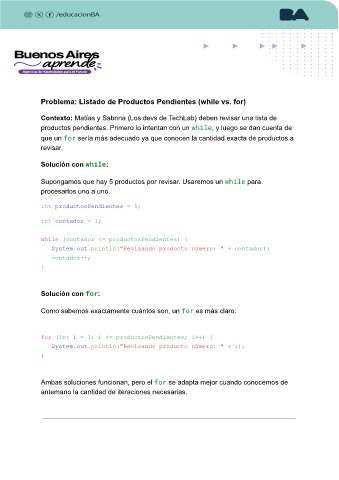 /educacionBA
BA
Buenos Aires
aprende
Agencia de Habilidades para el Futuro
Problema: Listado de Productos Pendientes (while vs. for)
Contexto: Matías y Sabrina (Los devs de TechLab) deben revisar una lista de
productos pendientes. Primero lo intentan con un while, y luego se dan cuenta de
que un for sería más adecuado ya que conocen la cantidad exacta de productos a
revisar.
Solución con while:
Supongamos que hay 5 productos por revisar. Usaremos un while para
procesarlos uno a uno.
int productosPendientes = 5;
int contador = 1;
while (contador <= productosPendientes) {
System.out.println("Revisando producto número: " + contador);
contador++;
}
Solución con for:
Como sabemos exactamente cuántos son, un for es más claro:
for (int i = 1; i <= productosPendientes; i++) {
System.out.println("Revisando producto número: " + i);
}
Ambas soluciones funcionan, pero el for se adapta mejor cuando conocemos de
antemano la cantidad de iteraciones necesarias.